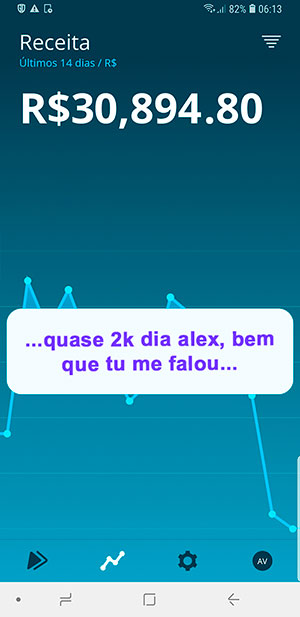 82% 06:13
Receita
Últimos 14 dias / R$
R$30,894.80
...quase 2k dia alex, bem
que tu me falou...
AV